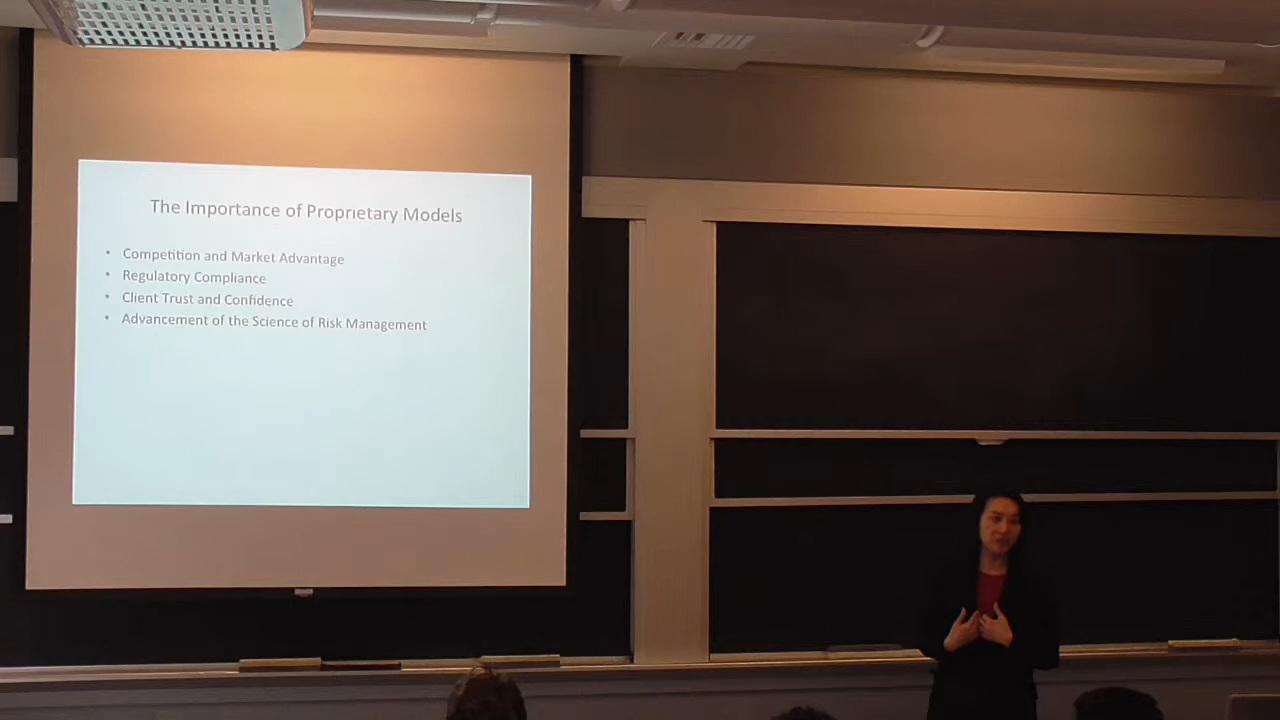 The Importance of Proprietary Models
• Competition and Market Advantage
• Regulatory Compliance
• Client Trust and Confidence
• Advancement of the Science of Risk Management